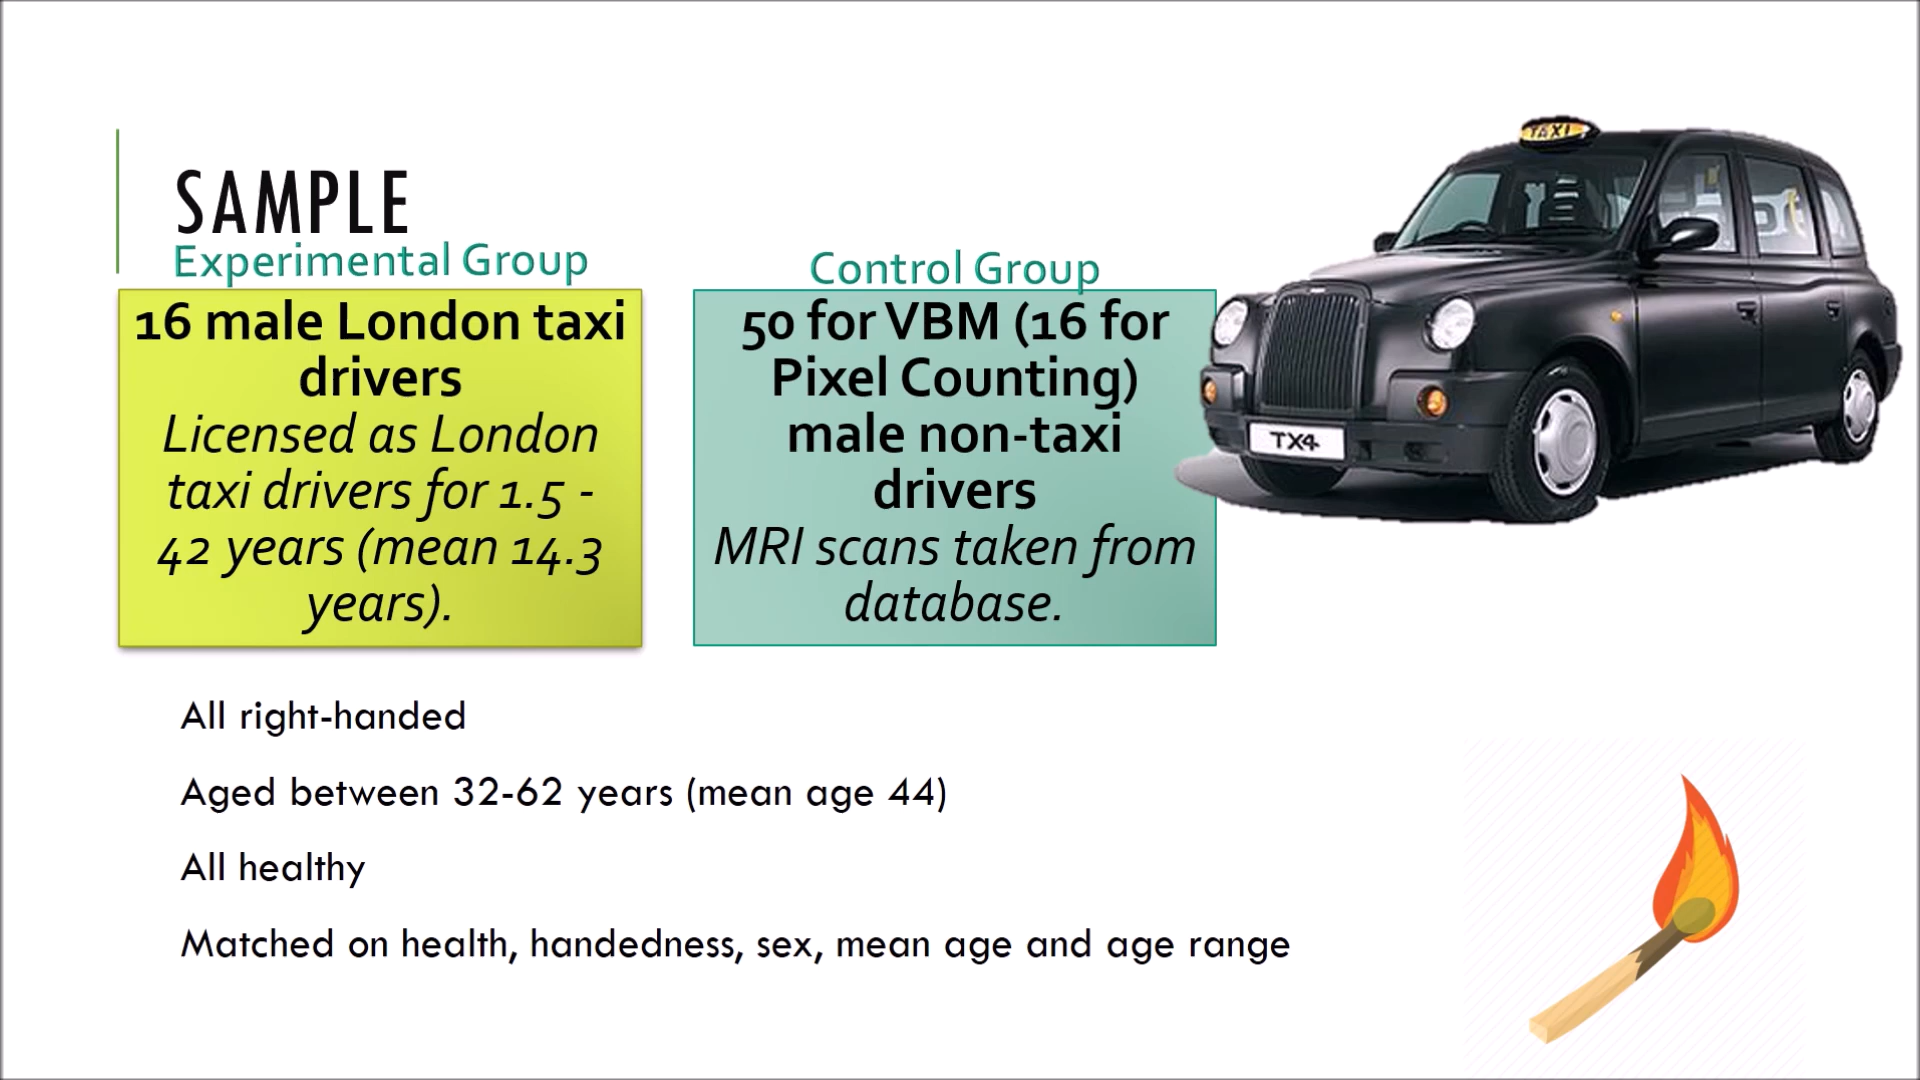 SAMPLE
Experimental Group
16 male London taxi
drivers
Licensed as London
taxi drivers for 1.5 -
42 years (mean 14.3
years).
Control Group
50 for VBM (16 for
Pixel Counting)
male non-taxi
drivers
MRI scans taken from
database.
TAXI
TX4
All right-handed
Aged between 32-62 years (mean age 44)
All healthy
Matched on health, handedness, sex, mean age and age range